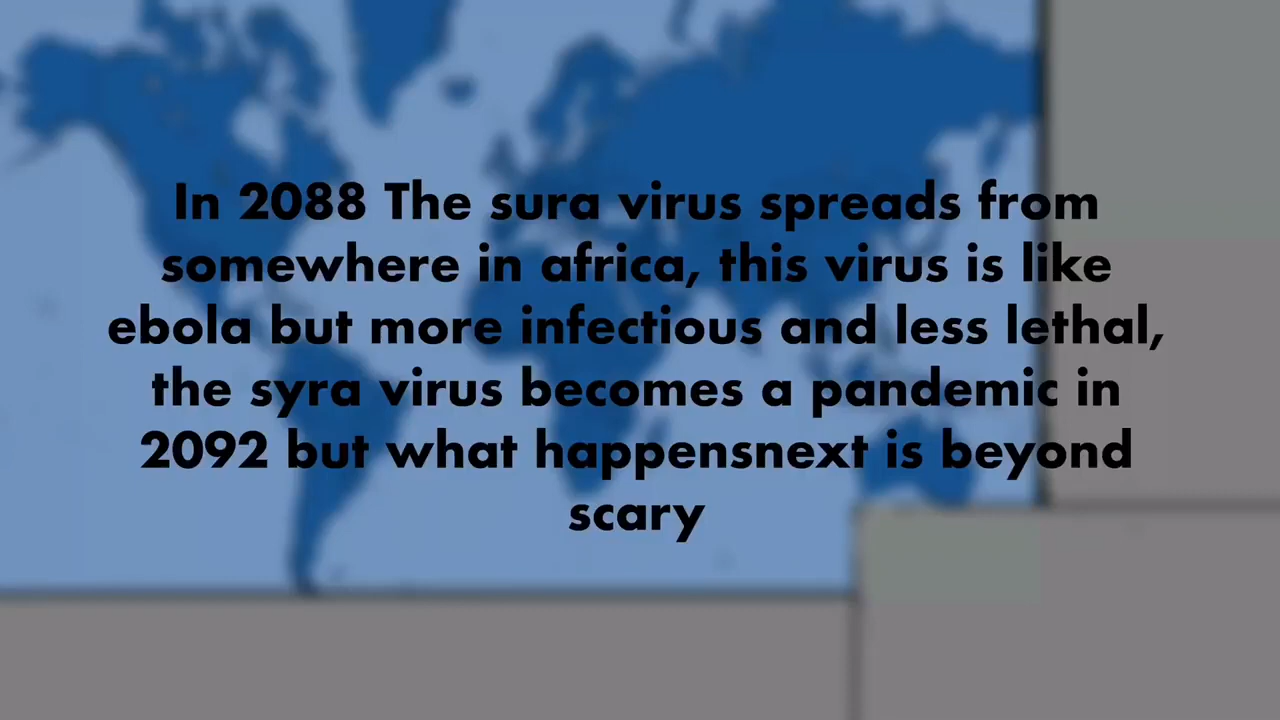 In 2088 The sura virus spreads from
somewhere in africa, this virus is like
ebola but more infectious and less lethal,
the syra virus becomes a pandemic in
2092 but what happensnext is beyond
scary